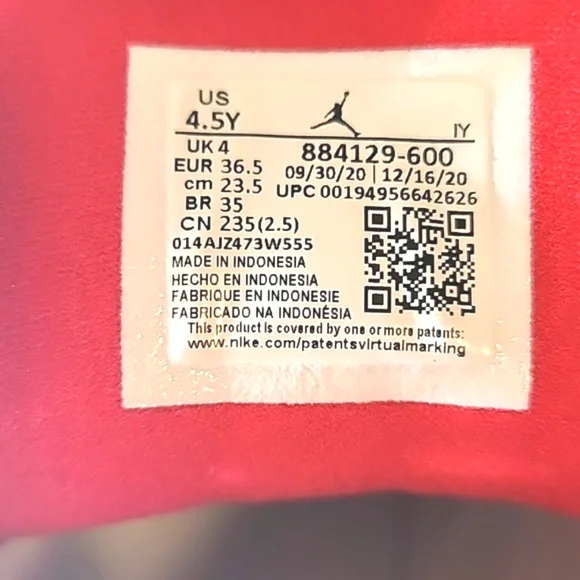 US
4.5Y
IY
UK 4
EUR 36.5
cm 23.5
BR 35
CN 235(2.5)
884129-600
09/30/20 | 12/16/20
UPC 00194956642626
014AJZ473W555
MADE IN INDONESIA
HECHO EN INDONESIA
FABRIQUE EN INDONESIE
FABRICADO NA INDONÉSIA
This product is covered by one or more patents:
www.nike.com/patentsvirtualmarking